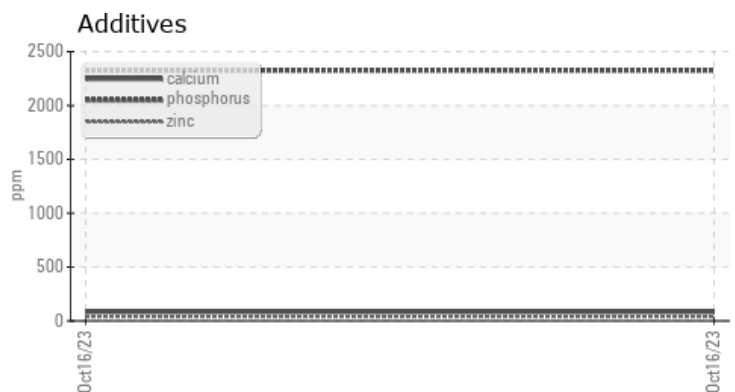 Additives
2500
calcium
phosphorus
zinc
2000
1500
ppm
1000
500
0
Oct16/23
Oct16/23